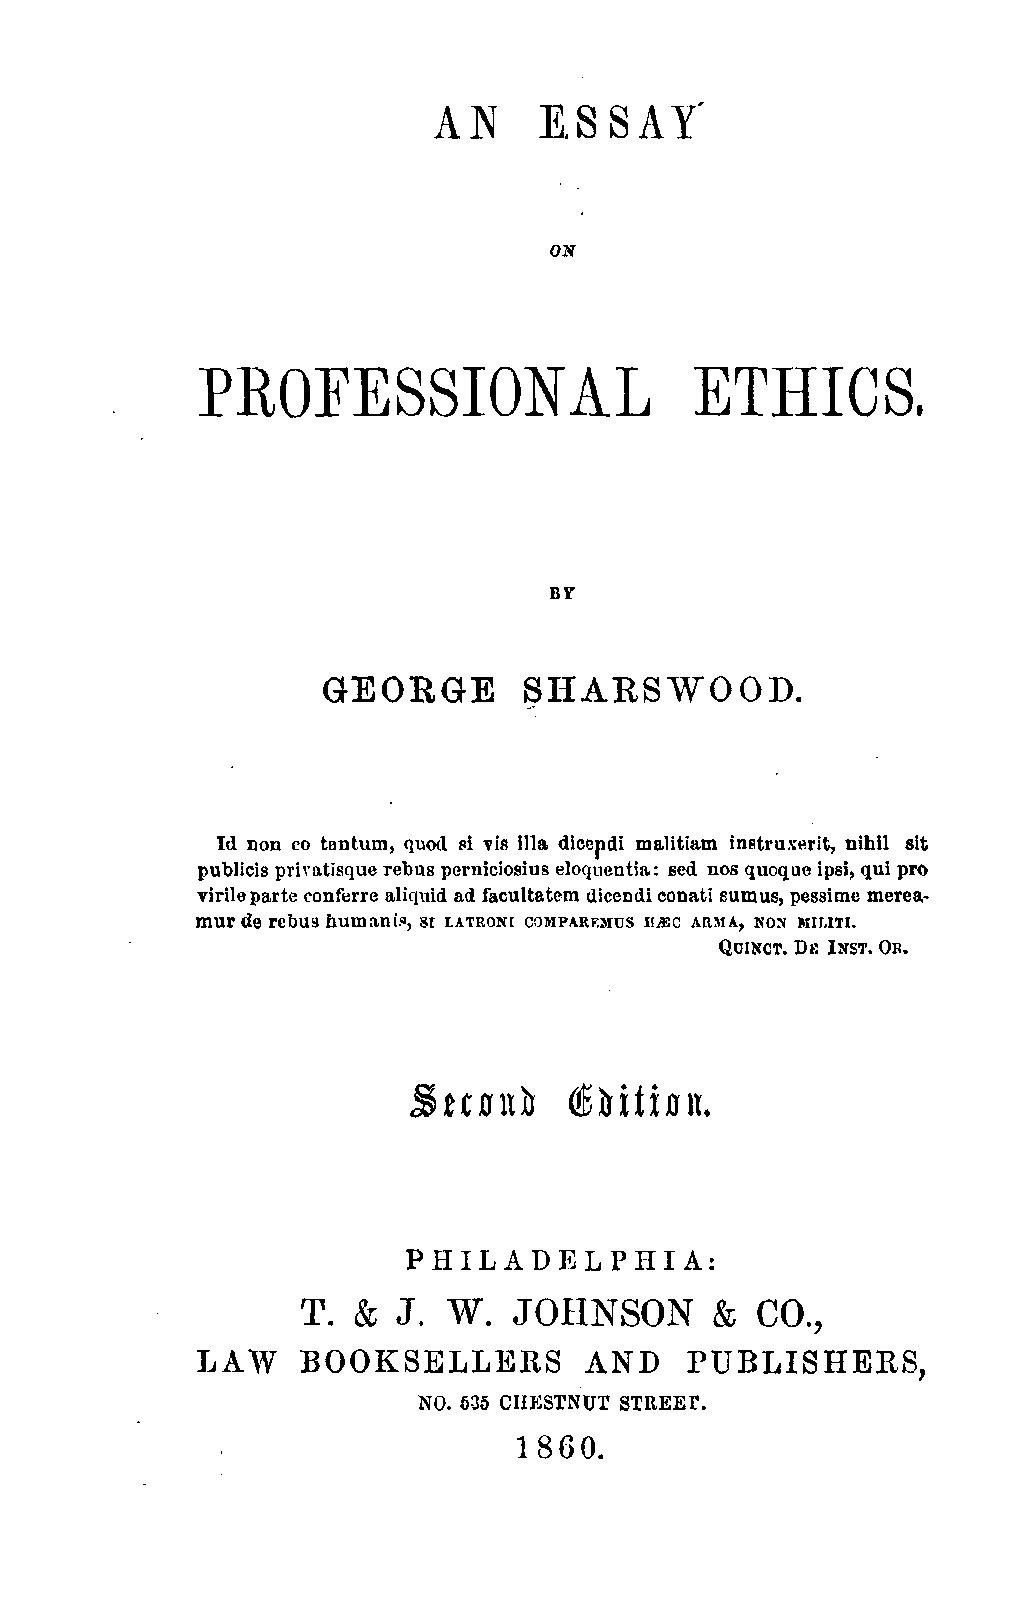 AN ESSAY
ON
PROFESSIONAL ETHICS.
BY
GEORGE SHARSWOOD.
Id non eo tantum, quod si vis illa dicendi malitiam instruxerit, nihil sit
publicis privatisque rebus perniciosius eloquentia: sed nos quoque ipsi, qui pro
virile parte conferre aliquid ad facultatem dicendi conati sumus, pessime merea-
mur de rebus humanis, SI LATRONI COMPAREMUS HÆC ARMA, NON MILITI.
QUINCT. DE INST. OR.
Second Edition.
PHILADELPHIA:
T. & J. W. JOHNSON & CO.,
LAW BOOKSELLERS AND PUBLISHERS,
NO. 535 CHESTNUT STREET.
1860.